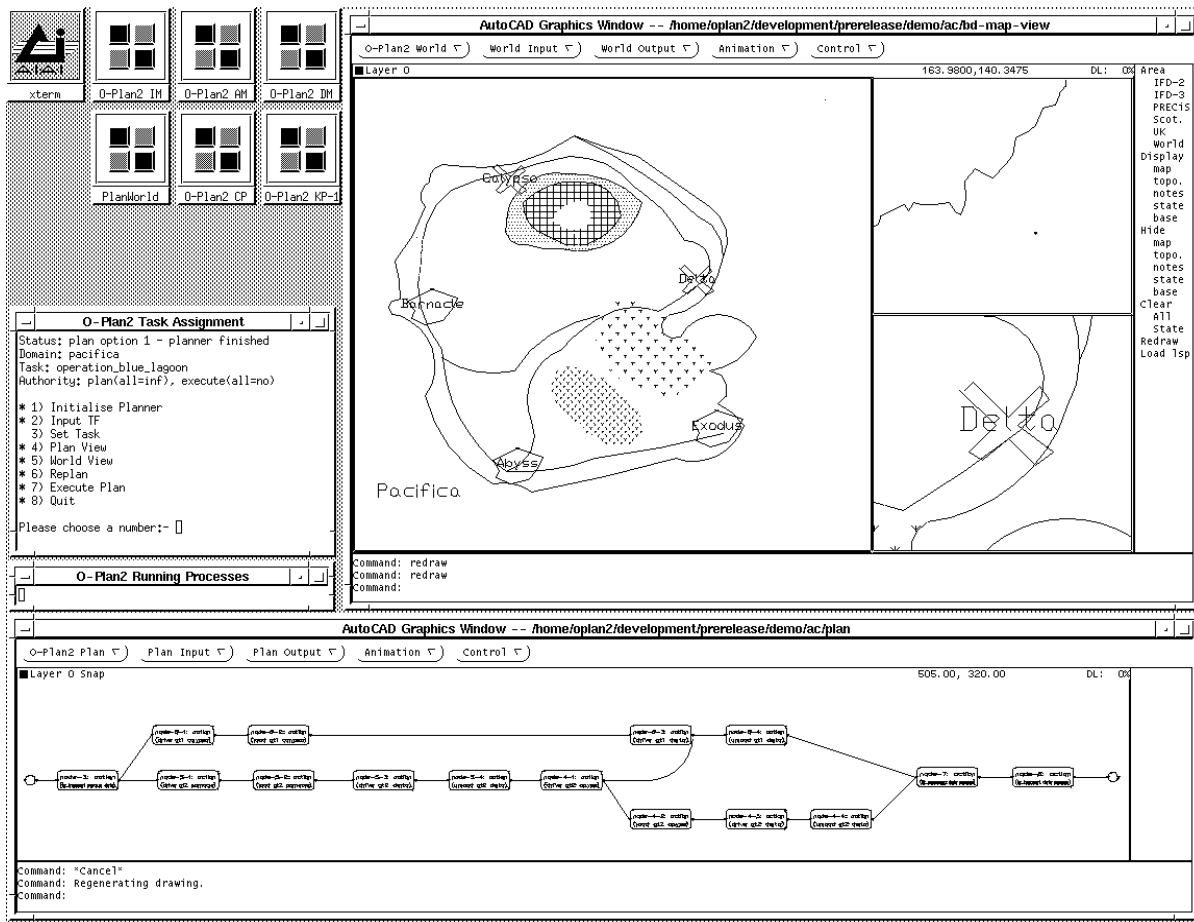 xterm
O-Plan2 IM
O-Plan2 AM
O-Plan2 DM
PlanWorld
O-Plan2 CP
O-Plan2 KP-1
AutoCAD Graphics Window -- /home/oplan2/development/prerelease/demo/ac/bd-map-view
O-Plan2 World
World Input
World Output
Animation
Control
Layer 0
163.9800,140.3475
DL: 0%
Calypso
Delta
Barnacle
Exodus
Abyss
Pacifica
Delta
Area
IFD-2
IFD-3
PRECiS
Scot.
UK
World
Display
map
topo.
notes
state
base
Hide
map
topo.
notes
state
base
Clear
All
State
Redraw
Load lsp
Command: redraw
Command: redraw
Command:
O-Plan2 Task Assignment
Status: plan option 1 - planner finished
Domain: pacifica
Task: operation_blue_lagoon
Authority: plan(all=inf), execute(all=no)
* 1) Initialise Planner
* 2) Input TF
3) Set Task
* 4) Plan View
* 5) World View
* 6) Replan
* 7) Execute Plan
* 8) Quit
Please choose a number:-
O-Plan2 Running Processes
AutoCAD Graphics Window -- /home/oplan2/development/prerelease/demo/ac/plan
O-Plan2 Plan
Plan Input
Plan Output
Animation
Control
Layer 0 Snap
505.00, 320.00
DL: 0%
Command: *Cancel*
Command: Regenerating drawing.
Command: